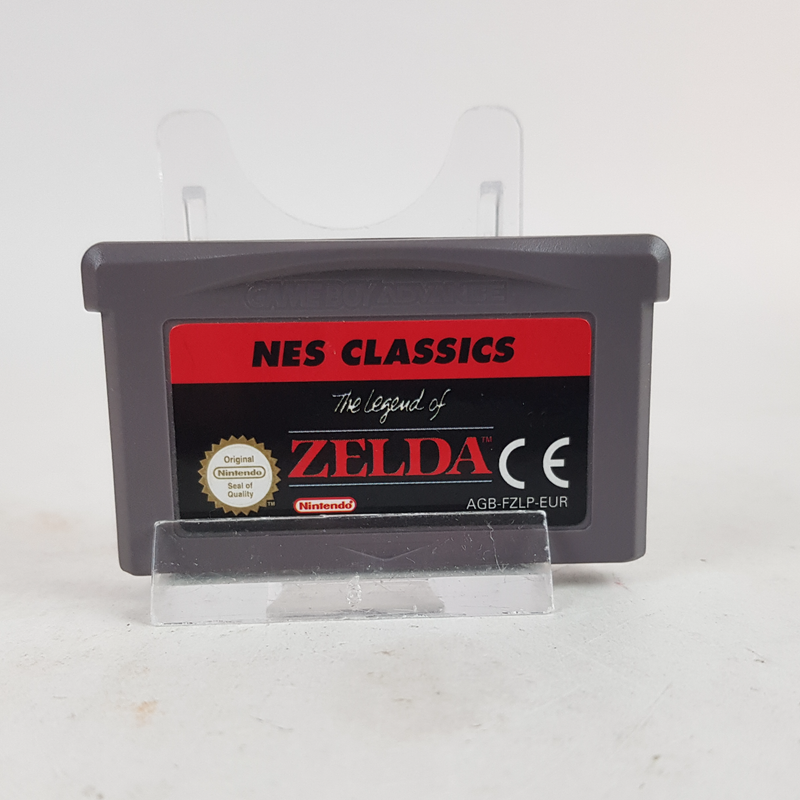 GAME BOY ADVANCE
NES CLASSICS
The Legend of
ZELDA™
CE
Original
Nintendo
Seal of
Quality
TM
Nintendo
AGB-FZLP-EUR